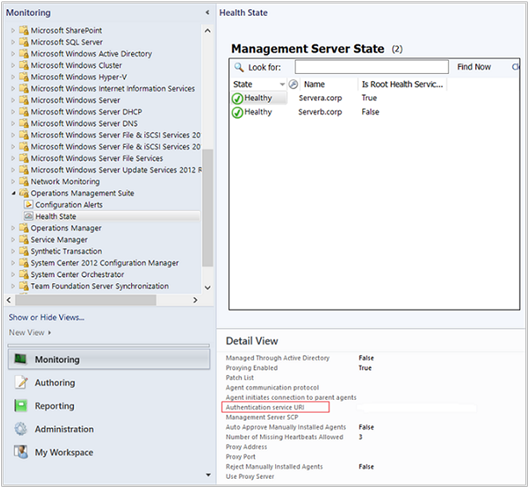 Monitoring
Microsoft SharePoint
Microsoft SQL Server
Microsoft Windows Active Directory
Microsoft Windows Cluster
Microsoft Windows Hyper-V
Microsoft Windows Internet Information Services
Microsoft Windows Server
Microsoft Windows Server DHCP
Microsoft Windows Server DNS
Microsoft Windows Server File & iSCSI Services 20
Microsoft Windows Server File & iSCSI Services 20
Microsoft Windows Server File Services
Microsoft Windows Server Update Services 2012 R
Network Monitoring
Operations Management Suite
Configuration Alerts
Health State
Operations Manager
Service Manager
Synthetic Transaction
System Center 2012 Configuration Manager
System Center Orchestrator
Team Foundation Server Synchronization
Show or Hide Views...
New View
Monitoring
Authoring
Reporting
Administration
My Workspace
Health State
Management Server State (2)
Look for: Find Now Cl
State Name Is Root Health Servic...
Healthy Servera.corp True
Healthy Serverb.corp False
Detail View
Managed Through Active Directory False
Proxying Enabled True
Patch List
Agent communication protocol
Agent initiates connection to parent agents
Authentication service URI
Management Server SCP
Auto Approve Manually Installed Agents False
Number of Missing Heartbeats Allowed 3
Proxy Address
Proxy Port
Reject Manually Installed Agents False
Use Proxy Server